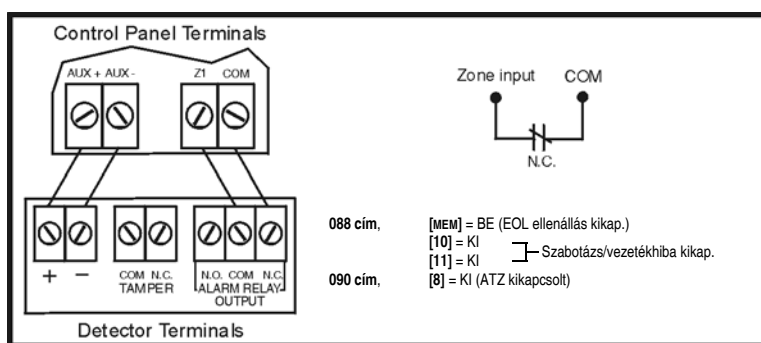 Control Panel Terminals
AUX + AUX -
Z1 COM
Zone input COM
N.C.
+ -
COM N.C.
TAMPER
N.O. COM N.C.
ALARM RELAY
OUTPUT
Detector Terminals
088 cím, [MEM] = BE (EOL ellenállás kikap.)
[10] = KI
[11] = KI
Szabotázs/vezetékhiba kikap.
090 cím, [8] = KI (ATZ kikapcsolt)